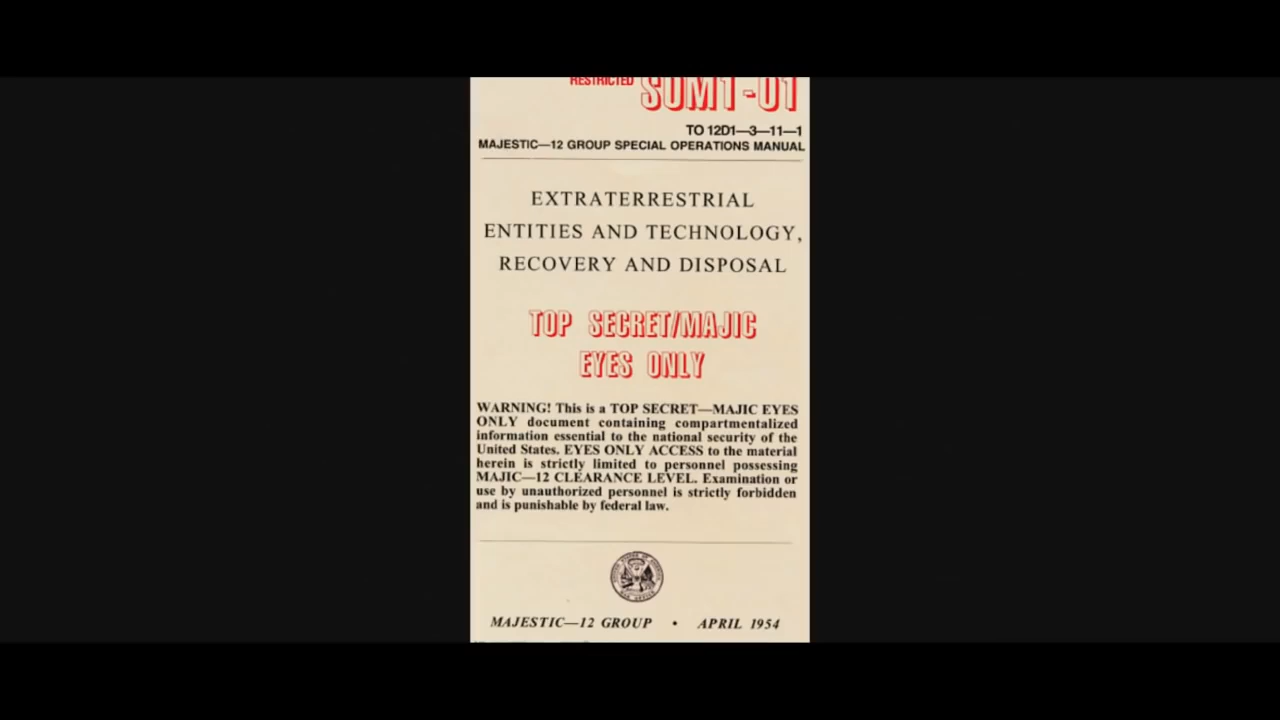 RESTRICTED SOM1-01
TO 12D1—3—11—1
MAJESTIC—12 GROUP SPECIAL OPERATIONS MANUAL
EXTRATERRESTRIAL
ENTITIES AND TECHNOLOGY,
RECOVERY AND DISPOSAL
TOP SECRET/MAJIC
EYES ONLY
WARNING! This is a TOP SECRET—MAJIC EYES
ONLY document containing compartmentalized
information essential to the national security of the
United States. EYES ONLY ACCESS to the material
herein is strictly limited to personnel possessing
MAJIC—12 CLEARANCE LEVEL. Examination or
use by unauthorized personnel is strictly forbidden
and is punishable by federal law.
MAJESTIC—12 GROUP • APRIL 1954